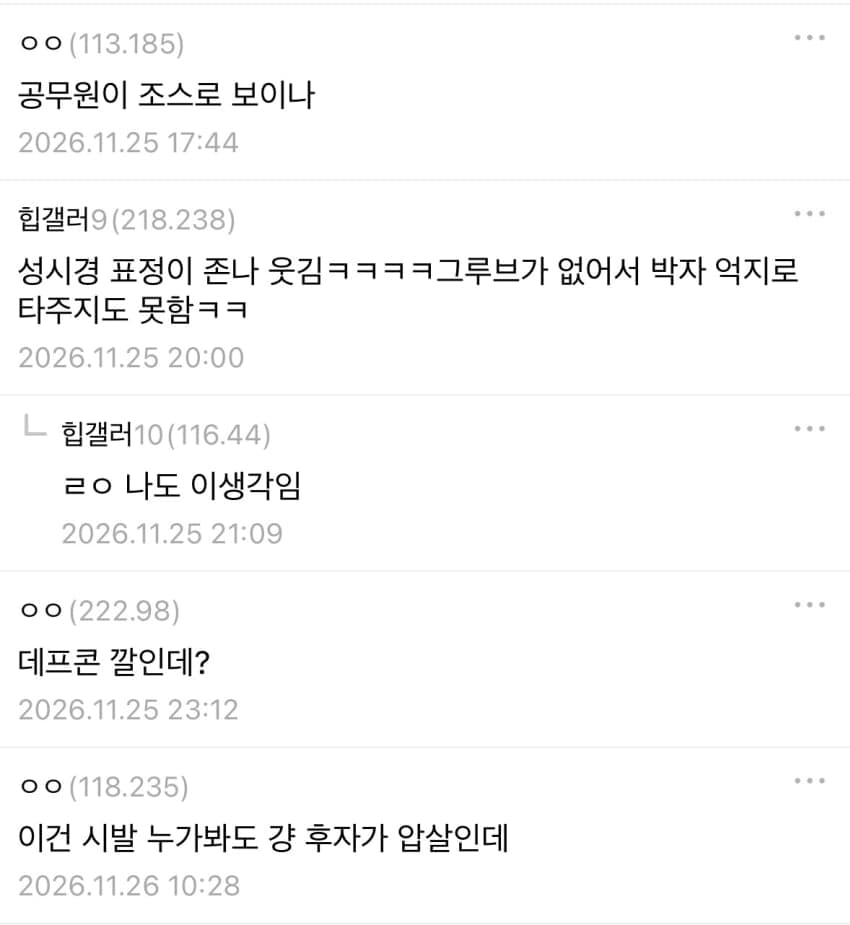 ㅇㅇ(113.185)
공무원이 조스로 보이나
2026.11.25 17:44
힙갤러9(218.238)
성시경 표정이 존나 웃김ㅋㅋㅋㅋ그루브가 없어서 박자 억지로
타주지도 못함ㅋㅋ
2026.11.25 20:00
힙갤러10(116.44)
ㄹㅇ 나도 이생각임
2026.11.25 21:09
ㅇㅇ(222.98)
데프콘 깔인데?
2026.11.25 23:12
ㅇㅇ(118.235)
이건 시발 누가봐도 걍 후자가 압살인데
2026.11.26 10:28